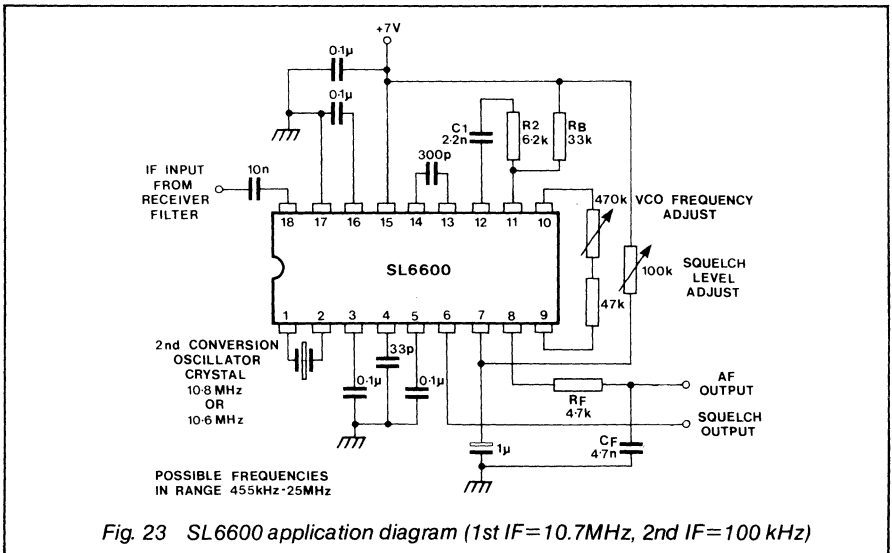 +7V
0·1µ
0·1µ
C1
2·2n
R2
6·2k
RB
33k
300p
IF INPUT
FROM
RECEIVER
FILTER
10n
470k VCO FREQUENCY
ADJUST
18 17 16 15 14 13 12 11 10
SL6600
100k
SQUELCH
LEVEL
ADJUST
47k
1 2 3 4 5 6 7 8 9
2nd CONVERSION
OSCILLATOR
CRYSTAL
10·8 MHz
OR
10·6 MHz
33p
0·1µ
0·1µ
RF
4·7k
AF
OUTPUT
SQUELCH
OUTPUT
1µ
CF
4·7n
POSSIBLE FREQUENCIES
IN RANGE 455kHz-25MHz
Fig. 23 SL6600 application diagram (1st IF=10.7MHz, 2nd IF=100 kHz)